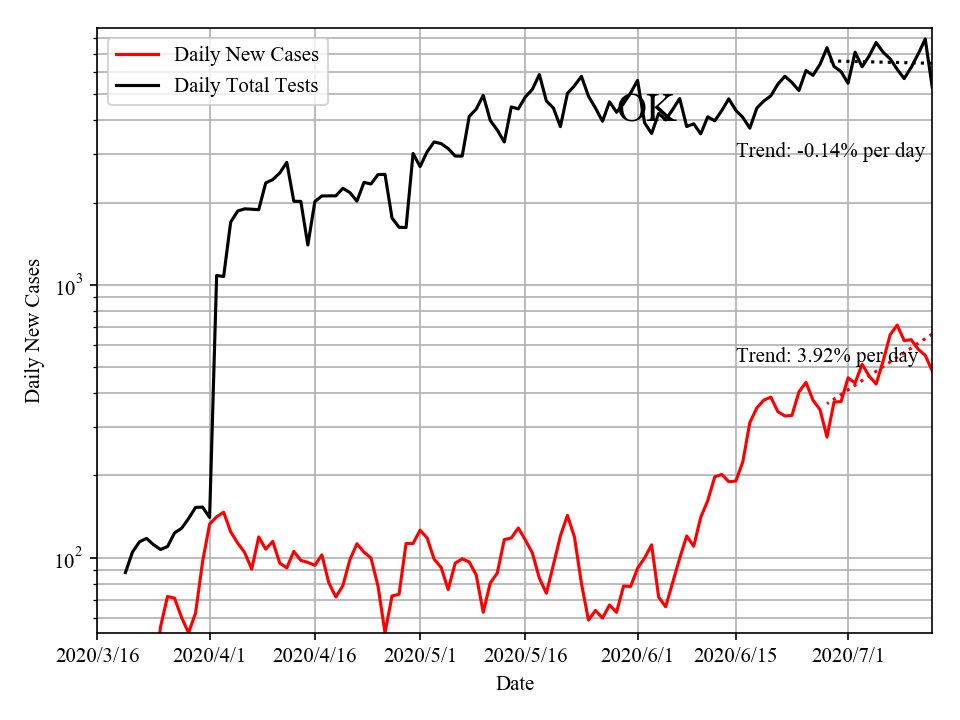 Daily New Cases
Daily Total Tests
OK
Trend: -0.14% per day
10^3
Daily New Cases
Trend: 3.92% per day
10^2
2020/3/16 2020/4/1 2020/4/16 2020/5/1 2020/5/16 2020/6/1 2020/6/15 2020/7/1
Date